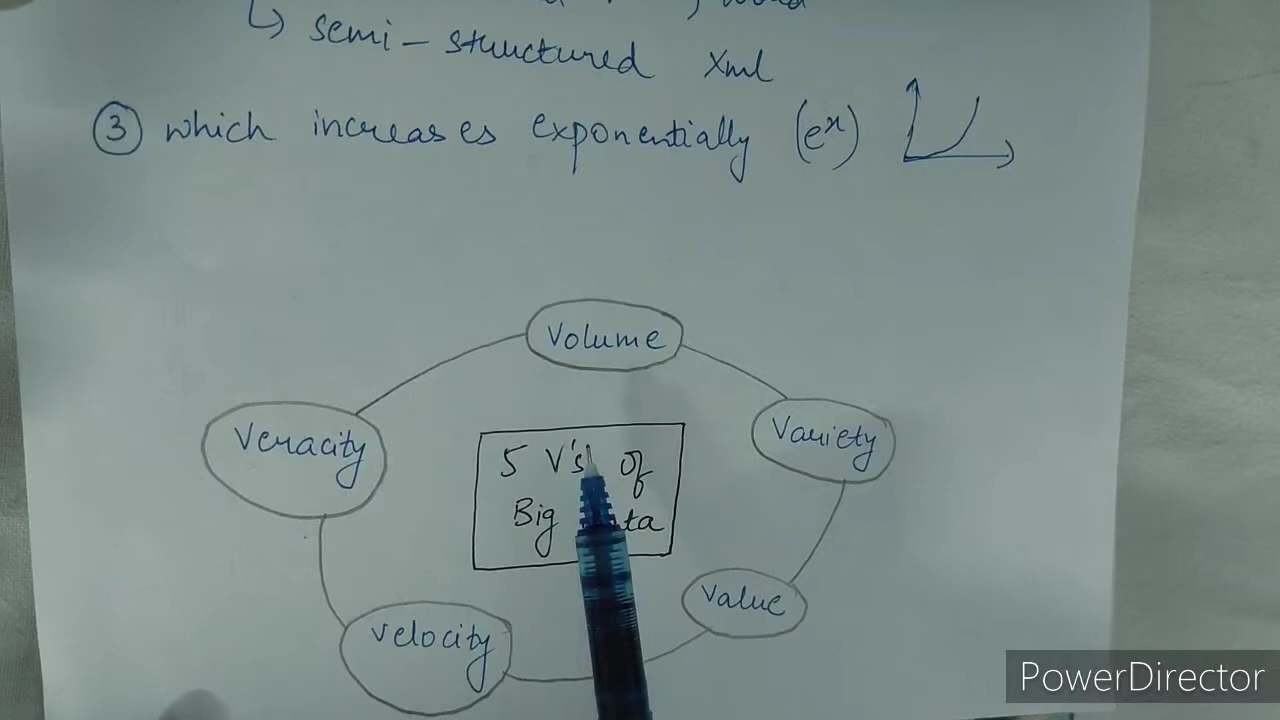 ↳ semi-structured xml
③ which increases exponentially (eˣ)
Volume
Veracity
Variety
5 V's of
Big
Value
Velocity
PowerDirector